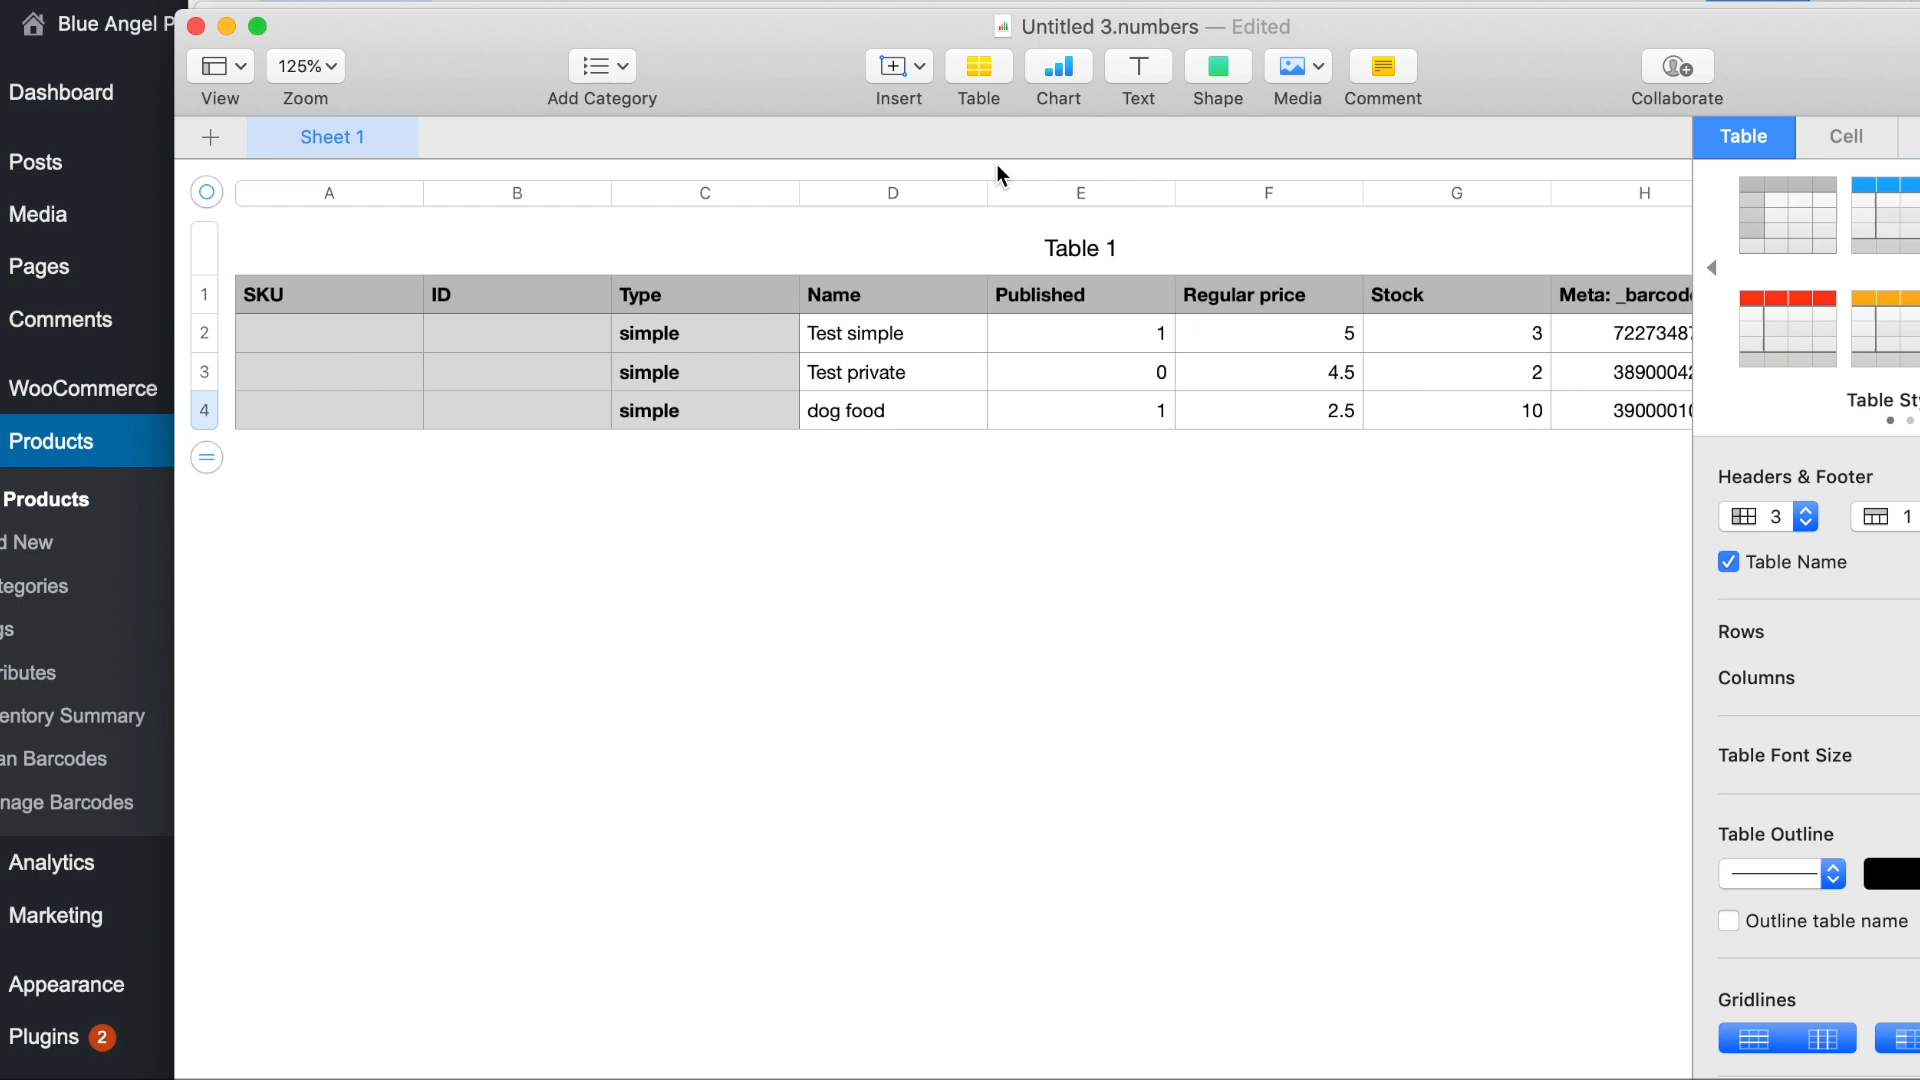 Blue Angel P
Dashboard
Posts
Media
Pages
Comments
WooCommerce
Products
Products
d New
tegories
gs
ributes
entory Summary
an Barcodes
nage Barcodes
Analytics
Marketing
Appearance
Plugins 2
Untitled 3.numbers — Edited
125%
View Zoom Add Category Insert Table Chart Text Shape Media Comment Collaborate
+ Sheet 1
Table Cell
A B C D E F G H
Table 1
1 SKU ID Type Name Published Regular price Stock Meta: _barcod
2 simple Test simple 1 5 3 7227348
3 simple Test private 0 4.5 2 3890004
4 simple dog food 1 2.5 10 3900001
Table St
Headers & Footer
3 1
Table Name
Rows
Columns
Table Font Size
Table Outline
Outline table name
Gridlines